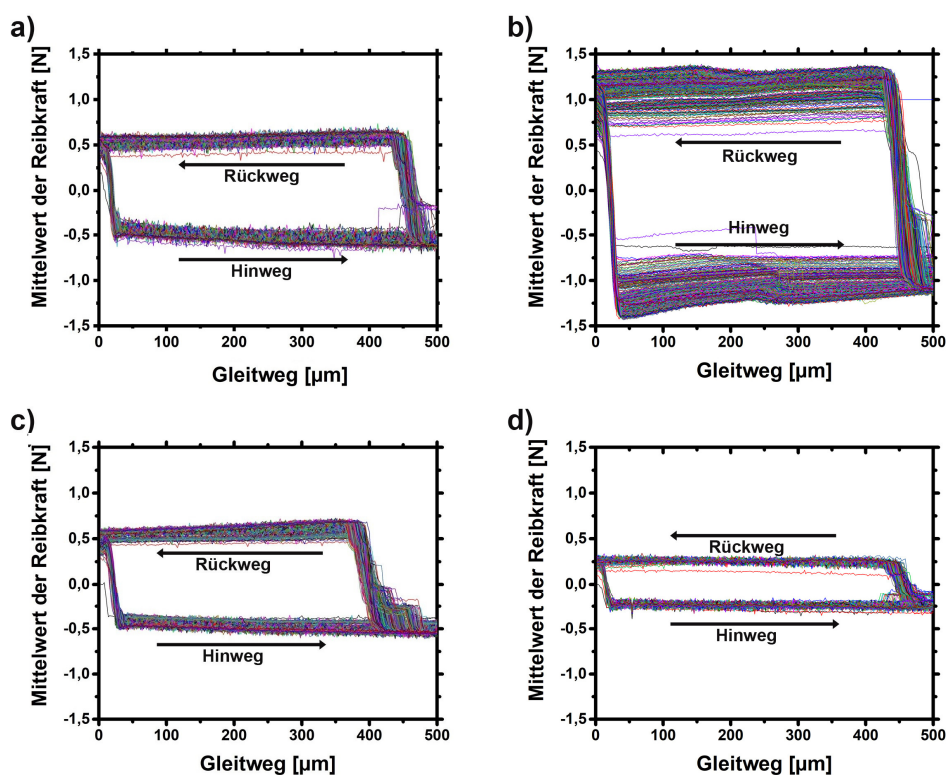 a)
Mittelwert der Reibkraft [N]
1,5
1,0
0,5
0,0
-0,5
-1,0
-1,5
Rückweg
Hinweg
0 100 200 300 400 500
Gleitweg [µm]
b)
Mittelwert der Reibkraft [N]
1,5
1,0
0,5
0,0
-0,5
-1,0
-1,5
Rückweg
Hinweg
0 100 200 300 400 500
Gleitweg [µm]
c)
Mittelwert der Reibkraft [N]
1,5
1,0
0,5
0,0
-0,5
-1,0
-1,5
Rückweg
Hinweg
0 100 200 300 400 500
Gleitweg [µm]
d)
Mittelwert der Reibkraft [N]
1,5
1,0
0,5
0,0
-0,5
-1,0
-1,5
Rückweg
Hinweg
0 100 200 300 400 500
Gleitweg [µm]